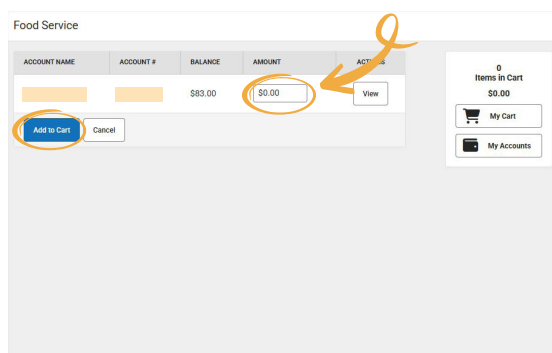 Food Service
ACCOUNT NAME ACCOUNT # BALANCE AMOUNT
$83.00 $0.00 View
Add to Cart Cancel
0
Items in Cart
$0.00
My Cart
My Accounts